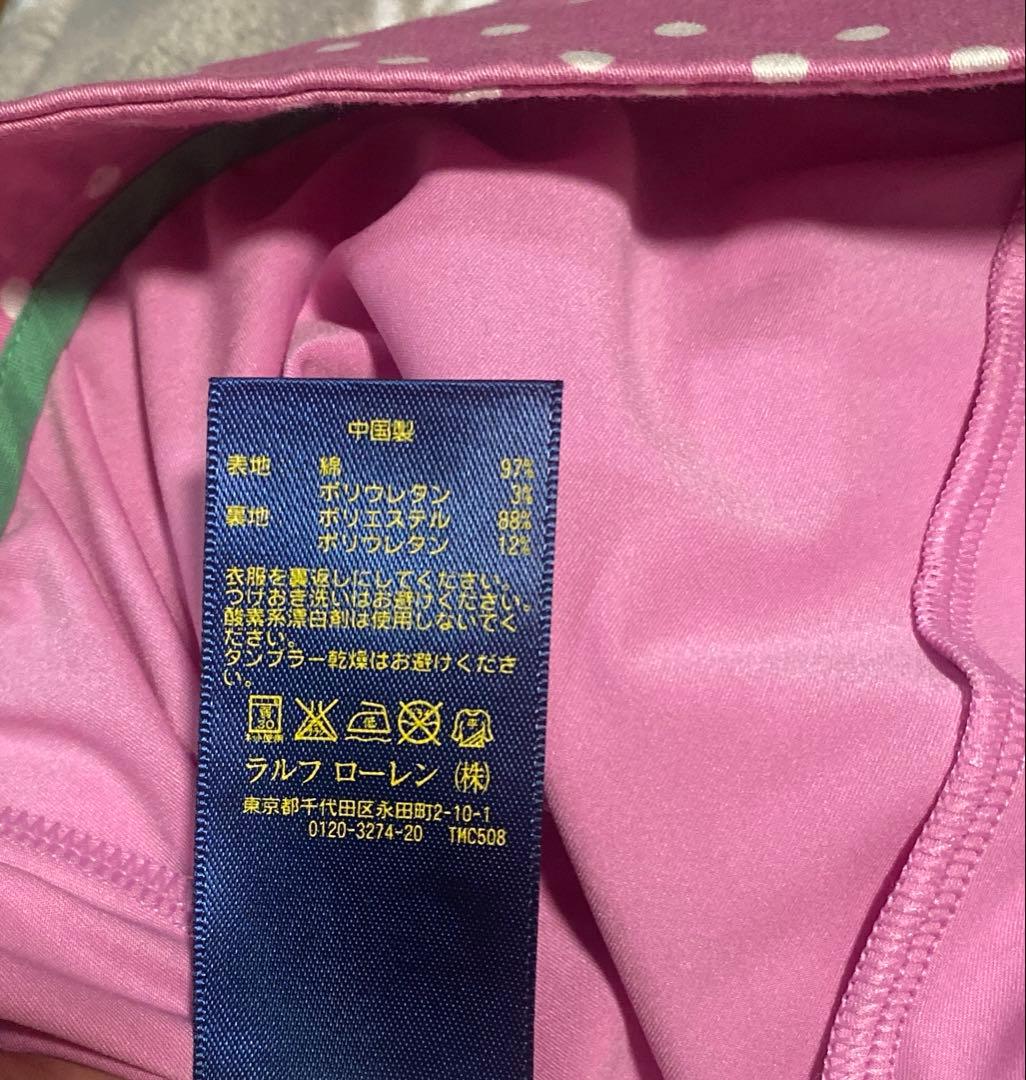 中国製
表地 綿 97%
ポリウレタン 3%
裏地 ポリエステル 88%
ポリウレタン 12%
衣服を裏返しにしてください。
つけおき洗いはお避けください。
酸素系漂白剤は使用しないでく
ださい。
タンブラー乾燥はお避けくださ
い。
弱 30 低 平
ラルフ ローレン (株)
東京都千代田区永田町2-10-1
0120-3274-20 TMC508